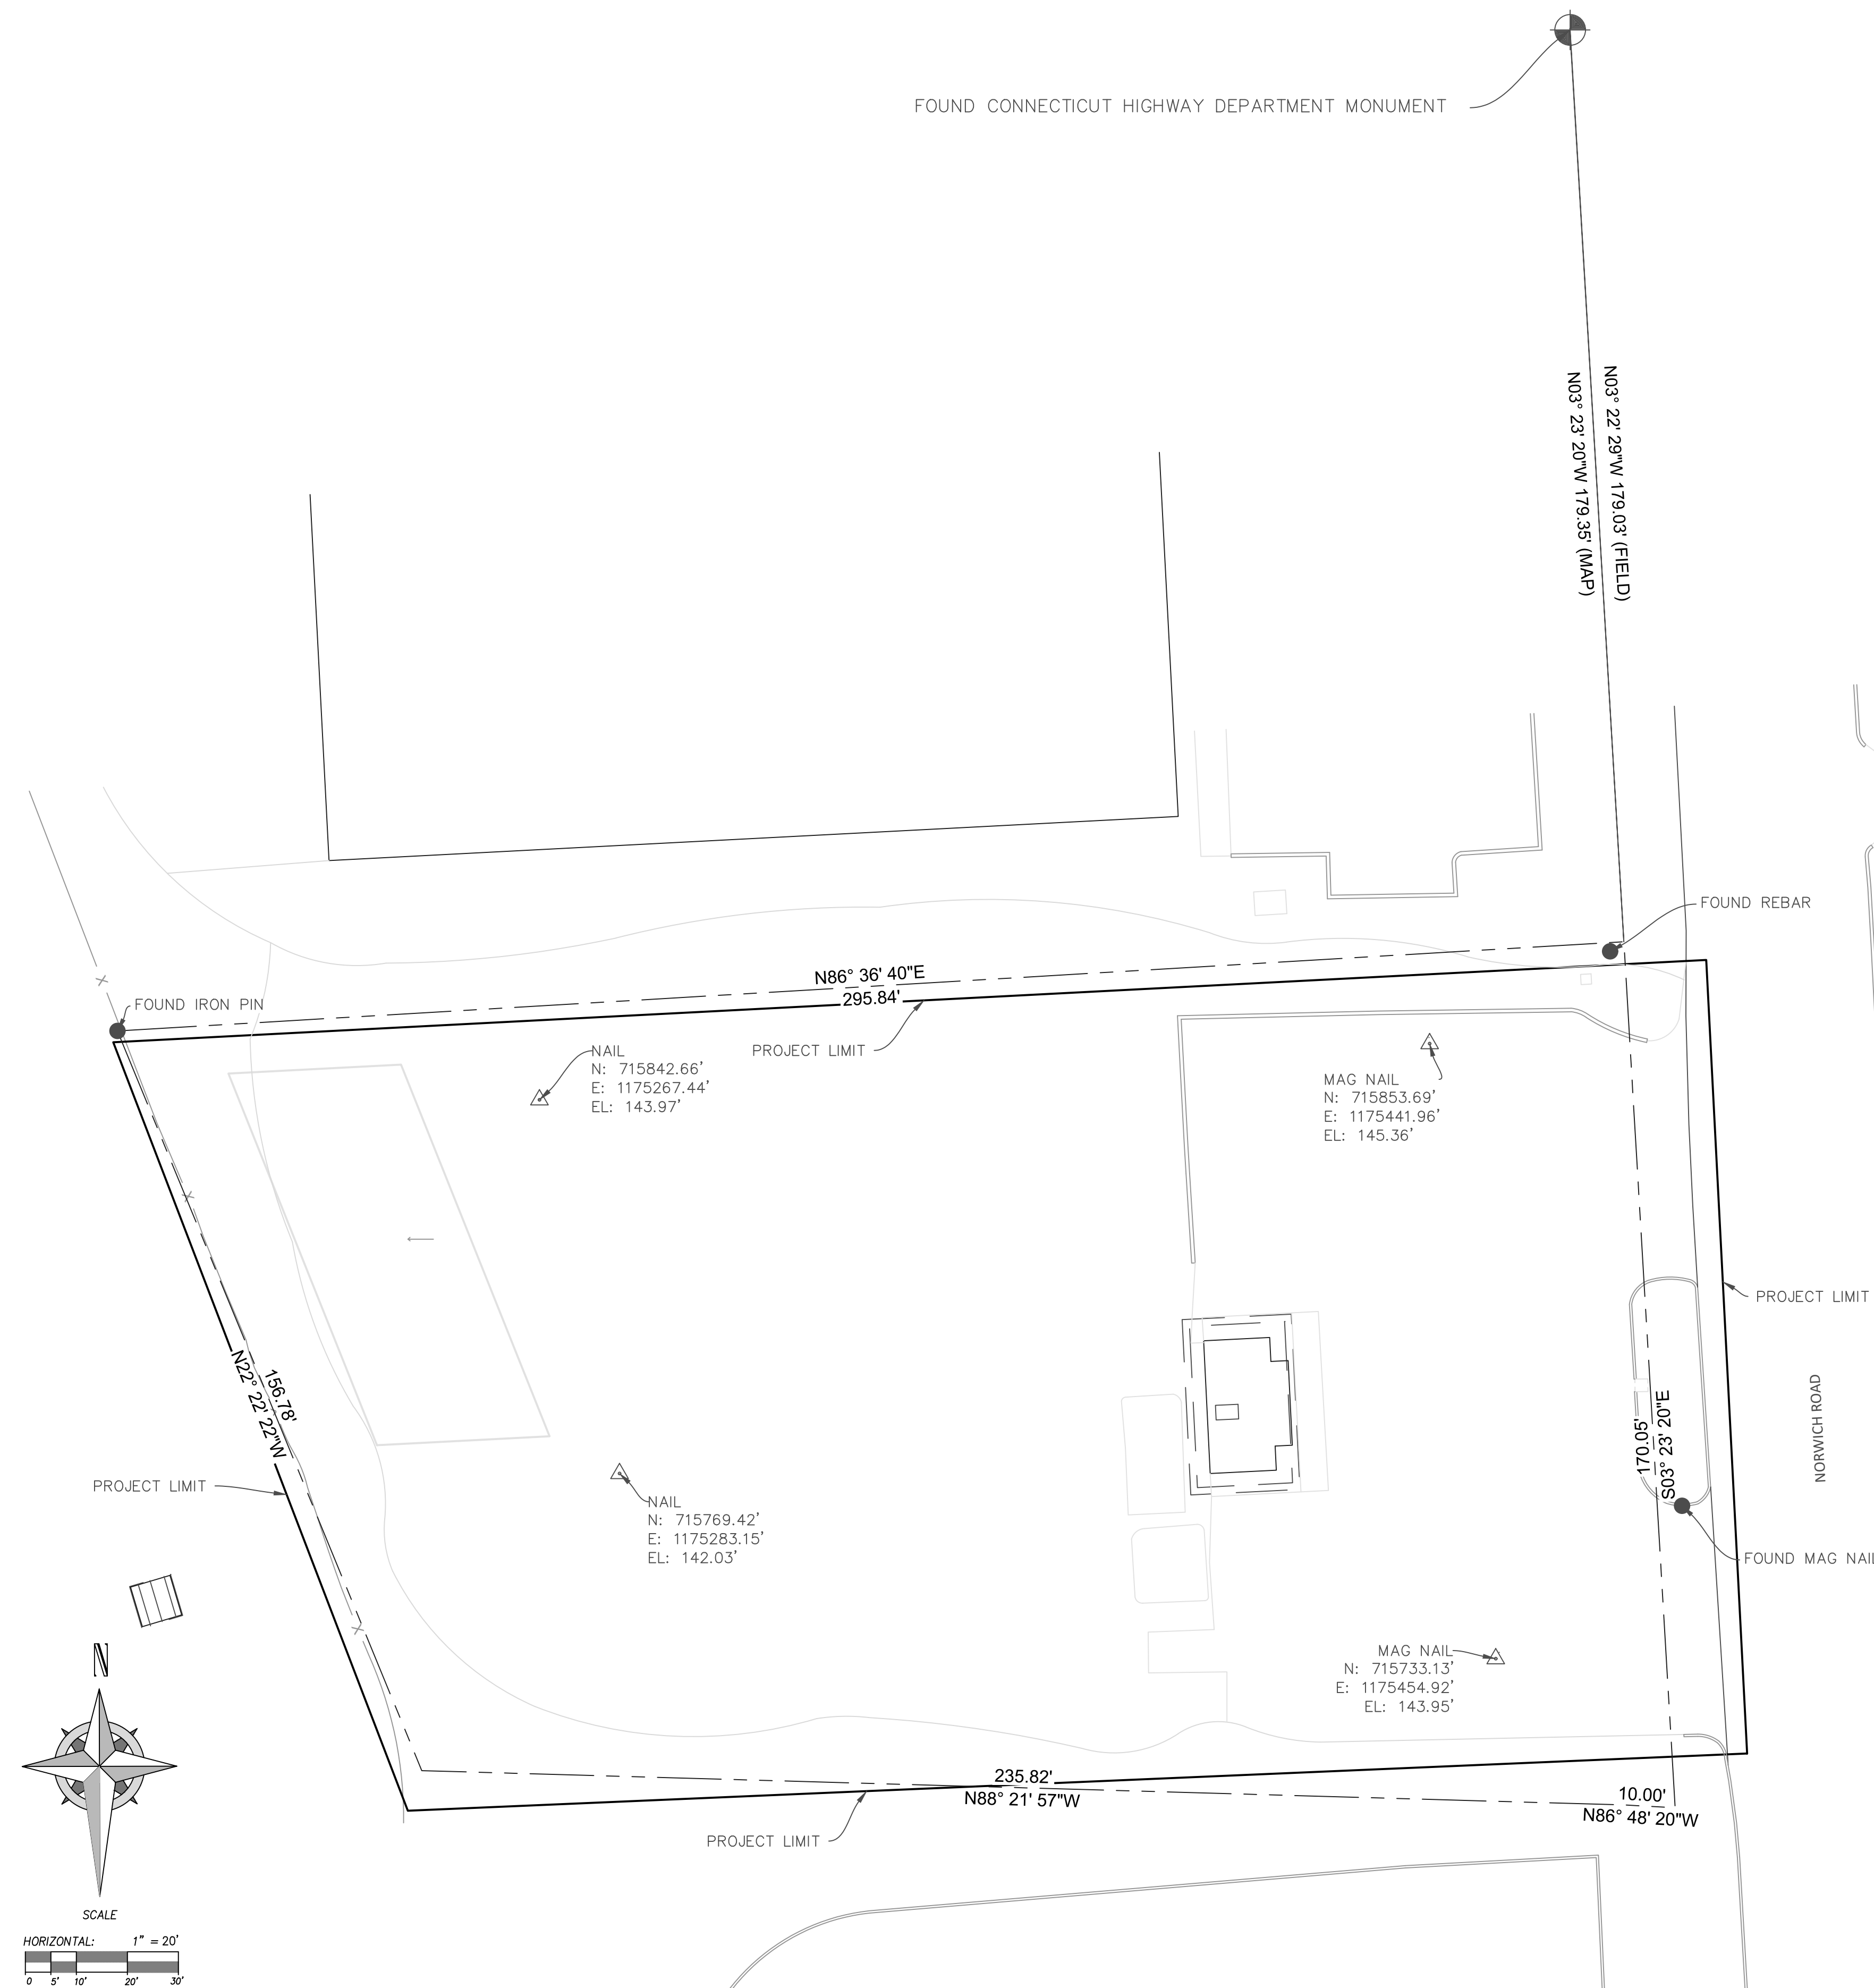 FOUND CONNECTICUT HIGHWAY DEPARTMENT MONUMENT
N03° 22' 29"W 179.03' (FIELD)
N03° 23' 20"W 179.35' (MAP)
FOUND REBAR
N86° 36' 40"E
295.84'
FOUND IRON PIN
PROJECT LIMIT
NAIL
N: 715842.66'
E: 1175267.44'
EL: 143.97'
MAG NAIL
N: 715853.69'
E: 1175441.96'
EL: 145.36'
PROJECT LIMIT
NORWICH ROAD
156.78'
N22° 22' 22"W
170.05'
S03° 23' 20"E
PROJECT LIMIT
NAIL
N: 715769.42'
E: 1175283.15'
EL: 142.03'
FOUND MAG NAIL
MAG NAIL
N: 715733.13'
E: 1175454.92'
EL: 143.95'
235.82'
N88° 21' 57"W
10.00'
N86° 48' 20"W
PROJECT LIMIT
N
SCALE
HORIZONTAL: 1" = 20'
0 5' 10' 20' 30'